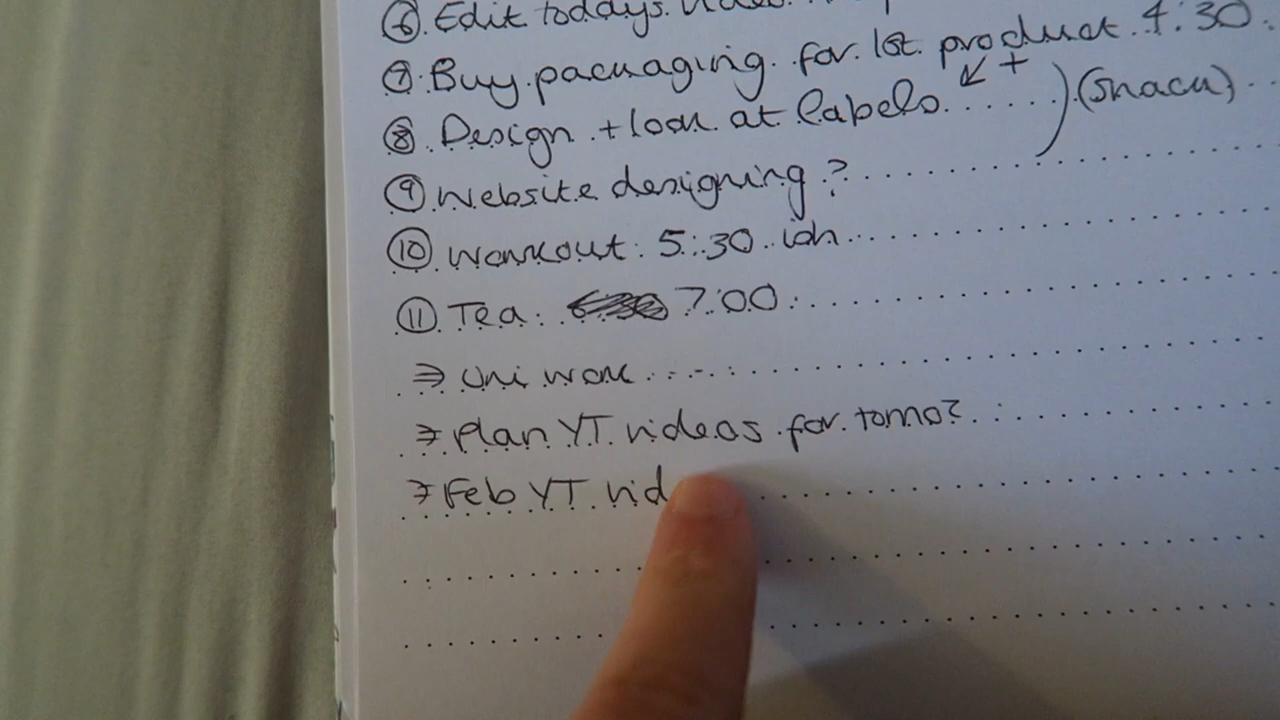 ⑥ Edit todays video
⑦ Buy packaging for 1st product 4:30
⑧ Design + look at labels ↙ + (snack)
⑨ Website designing?
⑩ Workout: 5:30 ish
⑪ Tea: 7:00
⇒ Uni work
⇒ Plan YT videos for tomo?
⇒ Feb YT vid